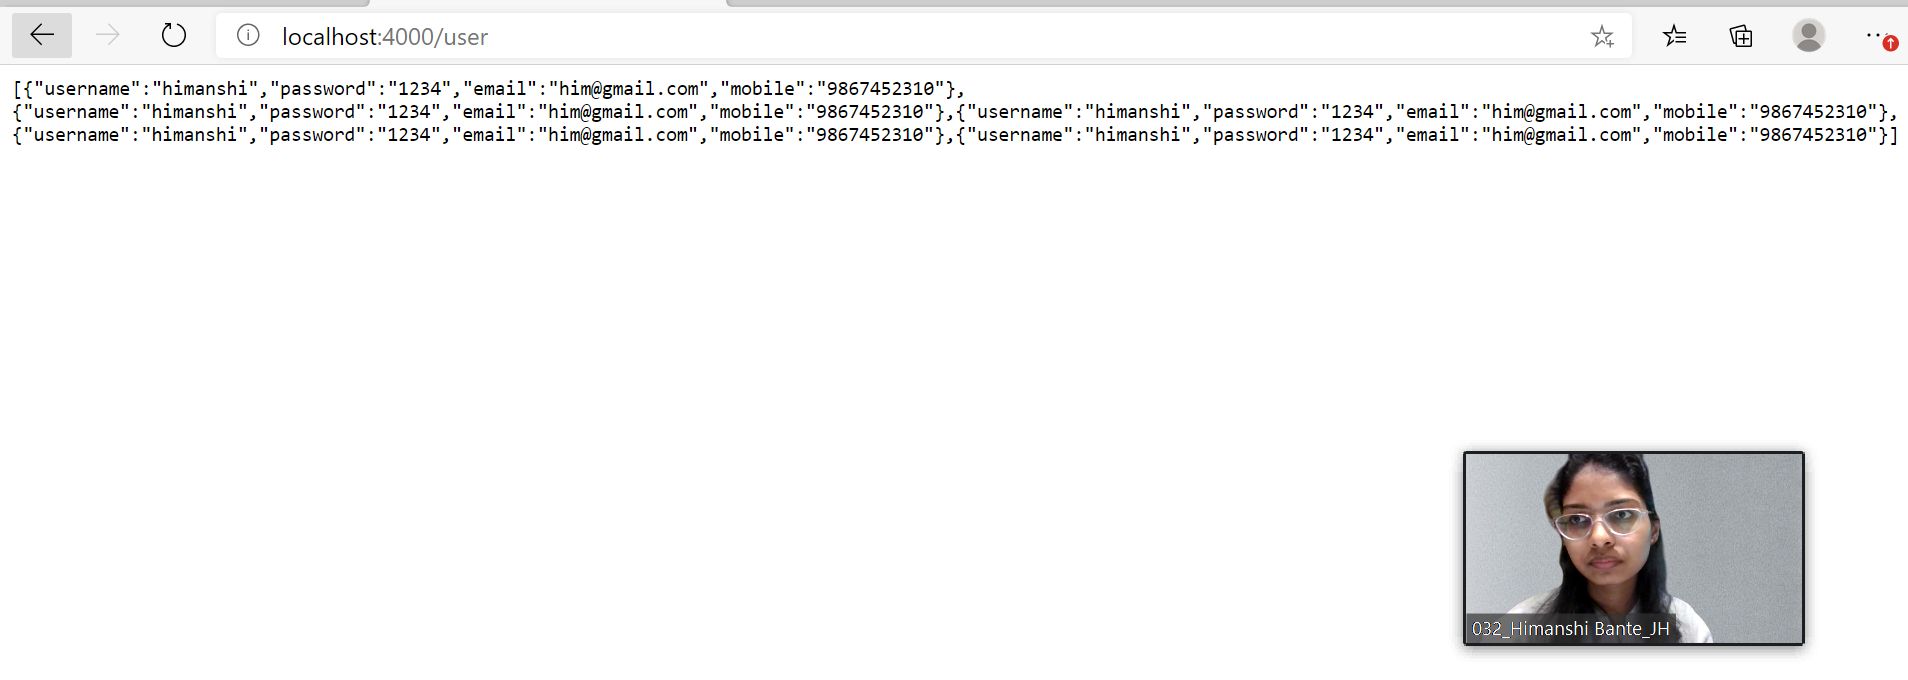 localhost:4000/user
[{"username":"himanshi","password":"1234","email":"him@gmail.com","mobile":"9867452310"},
{"username":"himanshi","password":"1234","email":"him@gmail.com","mobile":"9867452310"},{"username":"himanshi","password":"1234","email":"him@gmail.com","mobile":"9867452310"},
{"username":"himanshi","password":"1234","email":"him@gmail.com","mobile":"9867452310"},{"username":"himanshi","password":"1234","email":"him@gmail.com","mobile":"9867452310"}]
032_Himanshi Bante_JH